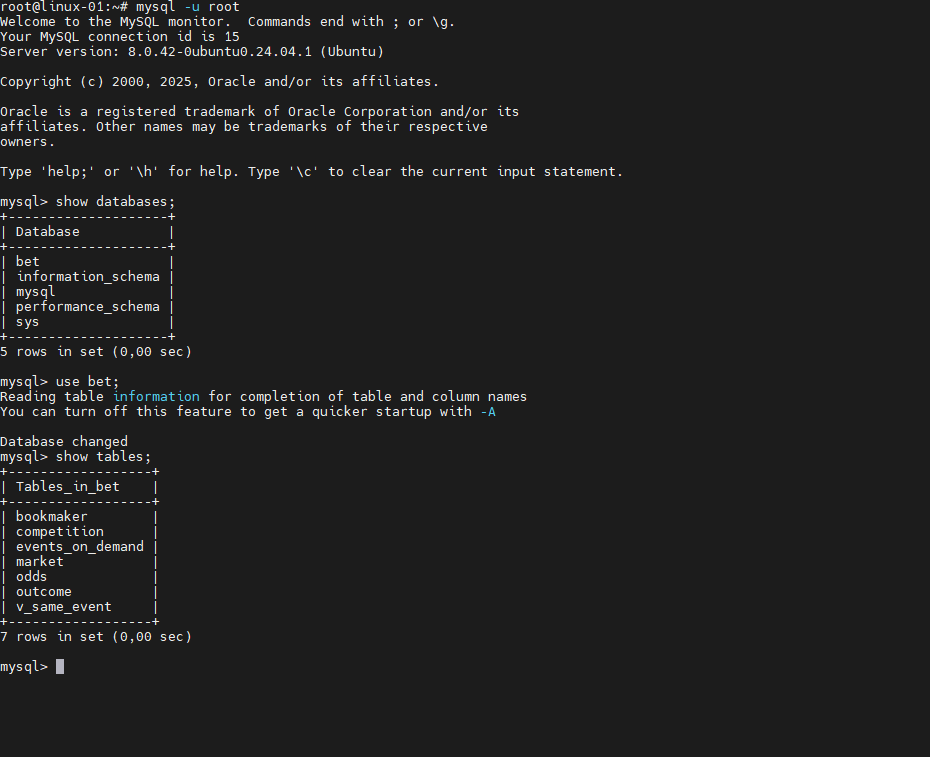 root@linux-01:~# mysql -u root
Welcome to the MySQL monitor.  Commands end with ; or \g.
Your MySQL connection id is 15
Server version: 8.0.42-0ubuntu0.24.04.1 (Ubuntu)

Copyright (c) 2000, 2025, Oracle and/or its affiliates.

Oracle is a registered trademark of Oracle Corporation and/or its
affiliates. Other names may be trademarks of their respective
owners.

Type 'help;' or '\h' for help. Type '\c' to clear the current input statement.

mysql> show databases;
+--------------------+
| Database           |
+--------------------+
| bet                |
| information_schema |
| mysql              |
| performance_schema |
| sys                |
+--------------------+
5 rows in set (0,00 sec)

mysql> use bet;
Reading table information for completion of table and column names
You can turn off this feature to get a quicker startup with -A

Database changed
mysql> show tables;
+------------------+
| Tables_in_bet    |
+------------------+
| bookmaker        |
| competition      |
| events_on_demand |
| market           |
| odds             |
| outcome          |
| v_same_event     |
+------------------+
7 rows in set (0,00 sec)

mysql>